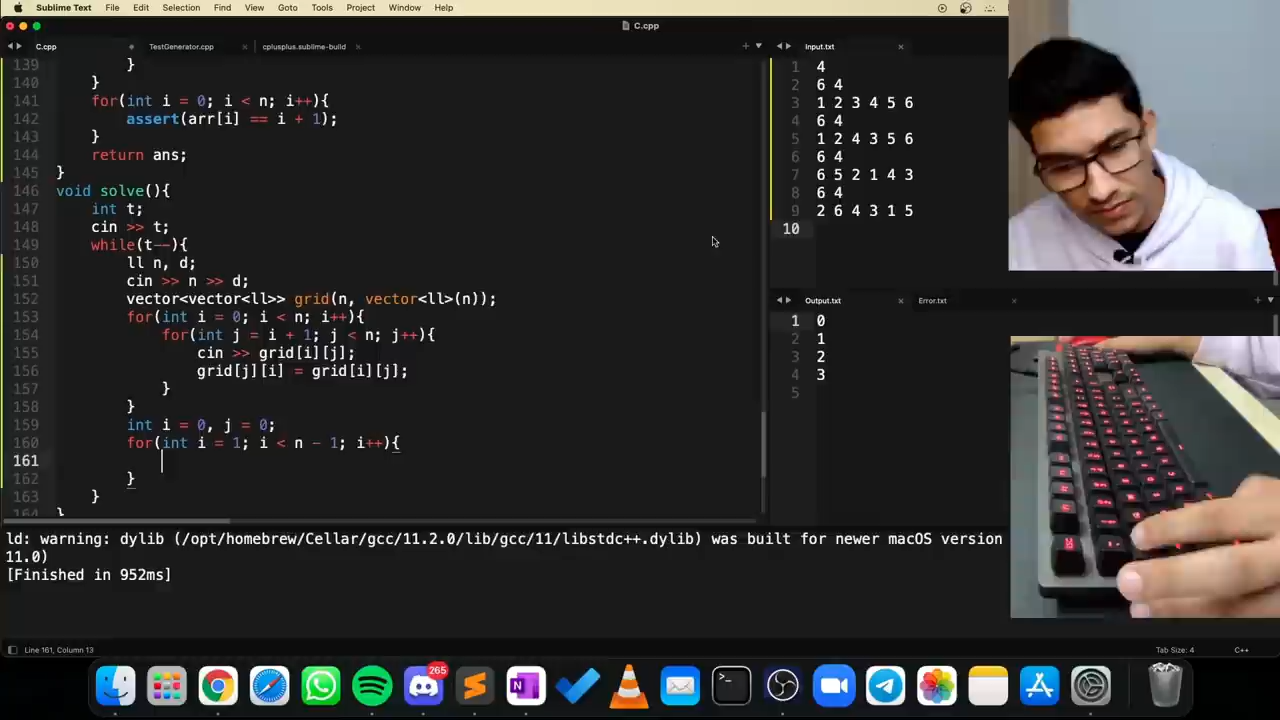 Sublime Text File Edit Selection Find View Goto Tools Project Window Help
C.cpp
C.cpp TestGenerator.cpp cplusplus.sublime-build
139 }
140 }
141 for(int i = 0; i < n; i++){
142 assert(arr[i] == i + 1);
143 }
144 return ans;
145 }
146 void solve(){
147 int t;
148 cin >> t;
149 while(t--){
150 ll n, d;
151 cin >> n >> d;
152 vector<vector<ll>> grid(n, vector<ll>(n));
153 for(int i = 0; i < n; i++){
154 for(int j = i + 1; j < n; j++){
155 cin >> grid[i][j];
156 grid[j][i] = grid[i][j];
157 }
158 }
159 int i = 0, j = 0;
160 for(int i = 1; i < n - 1; i++){
161
162 }
163 }
164 }
Input.txt
1 4
2 6 4
3 1 2 3 4 5 6
4 6 4
5 1 2 4 3 5 6
6 6 4
7 6 5 2 1 4 3
8 6 4
9 2 6 4 3 1 5
10
Output.txt Error.txt
1 0
2 1
3 2
4 3
5
ld: warning: dylib (/opt/homebrew/Cellar/gcc/11.2.0/lib/gcc/11/libstdc++.dylib) was built for newer macOS version
11.0)
[Finished in 952ms]
Line 161, Column 13
Tab Size: 4 C++
265